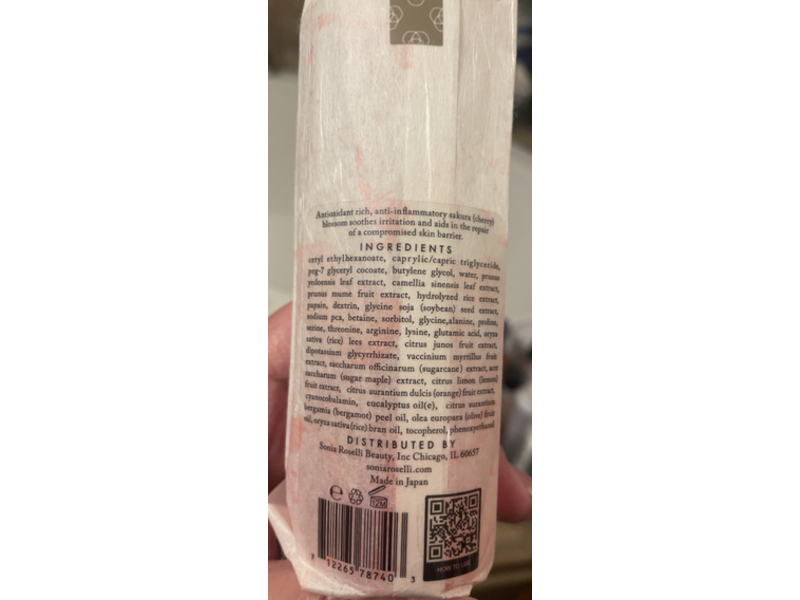 Antioxidant rich, anti-inflammatory sakura (cherry)
blossom soothes irritation and aids in the repair
of a compromised skin barrier.
INGREDIENTS
cetyl ethylhexanoate, caprylic/capric triglyceride,
peg-7 glyceryl cocoate, butylene glycol, water, prunus
yedoensis leaf extract, camellia sinensis leaf extract,
prunus mume fruit extract, hydrolyzed rice extract,
papain, dextrin, glycine soja (soybean) seed extract,
sodium pca, betaine, sorbitol, glycine,alanine, proline,
serine, threonine, arginine, lysine, glutamic acid, oryza
sativa (rice) lees extract, citrus junos fruit extract,
dipotassium glycyrrhizate, vaccinium myrtillus fruit
extract, saccharum officinarum (sugarcane) extract, acer
saccharum (sugar maple) extract, citrus limon (lemon)
fruit extract, citrus aurantium dulcis (orange) fruit extract,
cyanocobalamin, eucalyptus oil(e), citrus aurantium
bergamia (bergamot) peel oil, olea europaea (olive) fruit
oil, oryza sativa (rice) bran oil, tocopherol, phenoxyethanol
DISTRIBUTED BY
Sonia Roselli Beauty, Inc Chicago, IL 60657
soniaroselli.com
Made in Japan
e 12M
7 12265 78740 3
HOW TO USE